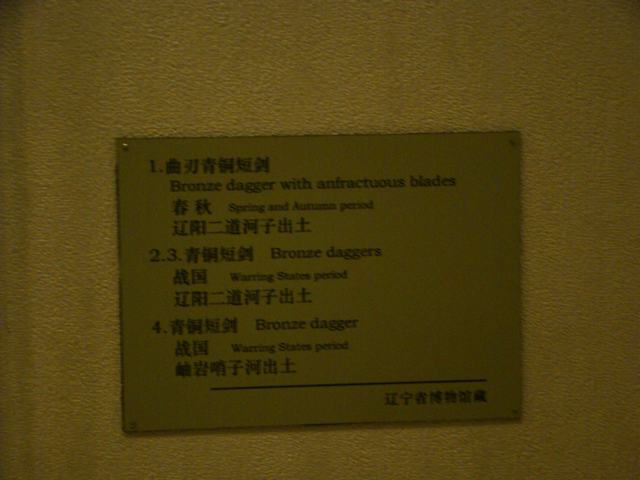 1.曲刃青铜短剑
Bronze dagger with anfractuous blades
春 秋 Spring and Autumn period
辽阳二道河子出土
2.3.青铜短剑 Bronze daggers
战国 Warring States period
辽阳二道河子出土
4.青铜短剑 Bronze dagger
战国 Warring States period
岫岩哨子河出土
辽宁省博物馆藏